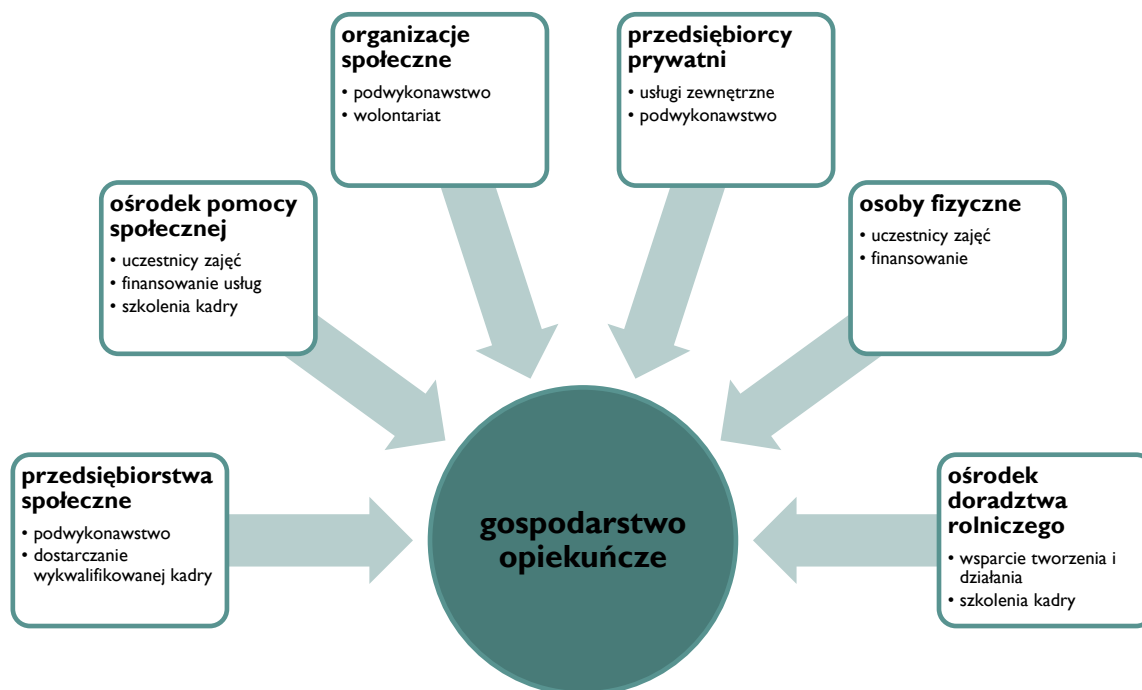 organizacje
społeczne
• podwykonawstwo
• wolontariat
przedsiębiorcy
prywatni
• usługi zewnętrzne
• podwykonawstwo
ośrodek pomocy
społecznej
• uczestnicy zajęć
• finansowanie usług
• szkolenia kadry
osoby fizyczne
• uczestnicy zajęć
• finansowanie
przedsiębiorstwa
społeczne
• podwykonawstwo
• dostarczanie
wykwalifikowanej kadry
gospodarstwo
opiekuńcze
ośrodek
doradztwa
rolniczego
• wsparcie tworzenia i
działania
• szkolenia kadry